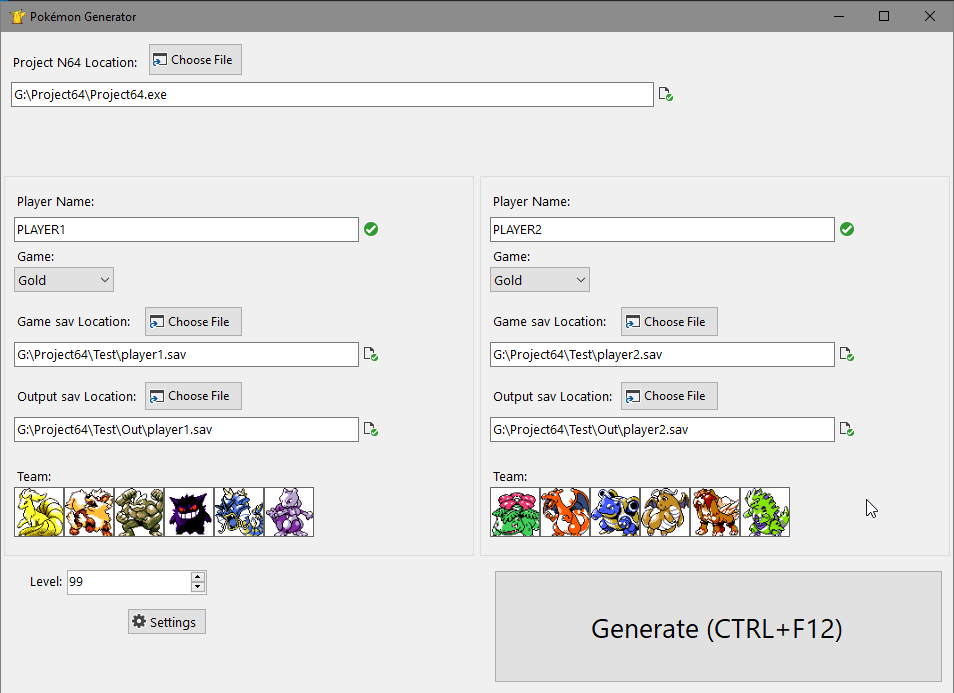 Pokémon Generator
Project N64 Location: Choose File
G:\Project64\Project64.exe
Player Name:
PLAYER1
Game:
Gold
Game sav Location: Choose File
G:\Project64\Test\player1.sav
Output sav Location: Choose File
G:\Project64\Test\Out\player1.sav
Team:
Player Name:
PLAYER2
Game:
Gold
Game sav Location: Choose File
G:\Project64\Test\player2.sav
Output sav Location: Choose File
G:\Project64\Test\Out\player2.sav
Team:
Level: 99
Settings
Generate (CTRL+F12)